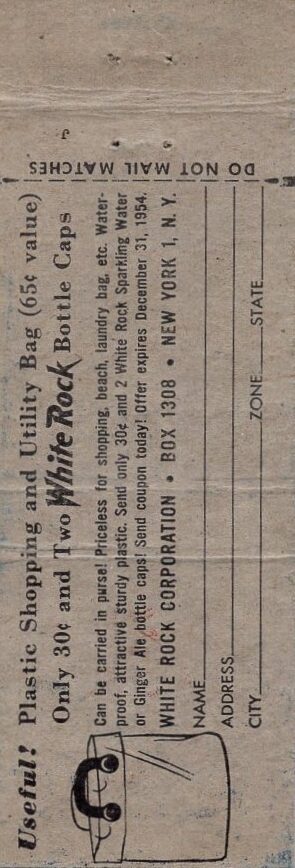 Useful! Plastic Shopping and Utility Bag (65¢ value)
Only 30¢ and Two White Rock Bottle Caps
Can be carried in purse! Priceless for shopping, beach, laundry bag, etc. Water-
proof, attractive sturdy plastic. Send only 30¢ and 2 White Rock Sparkling Water
or Ginger Ale bottle caps! Send coupon today! Offer expires December 31, 1954.
WHITE ROCK CORPORATION • BOX 1308 • NEW YORK 1, N. Y.
NAME
ADDRESS
CITY ZONE STATE
DO NOT MAIL MATCHES